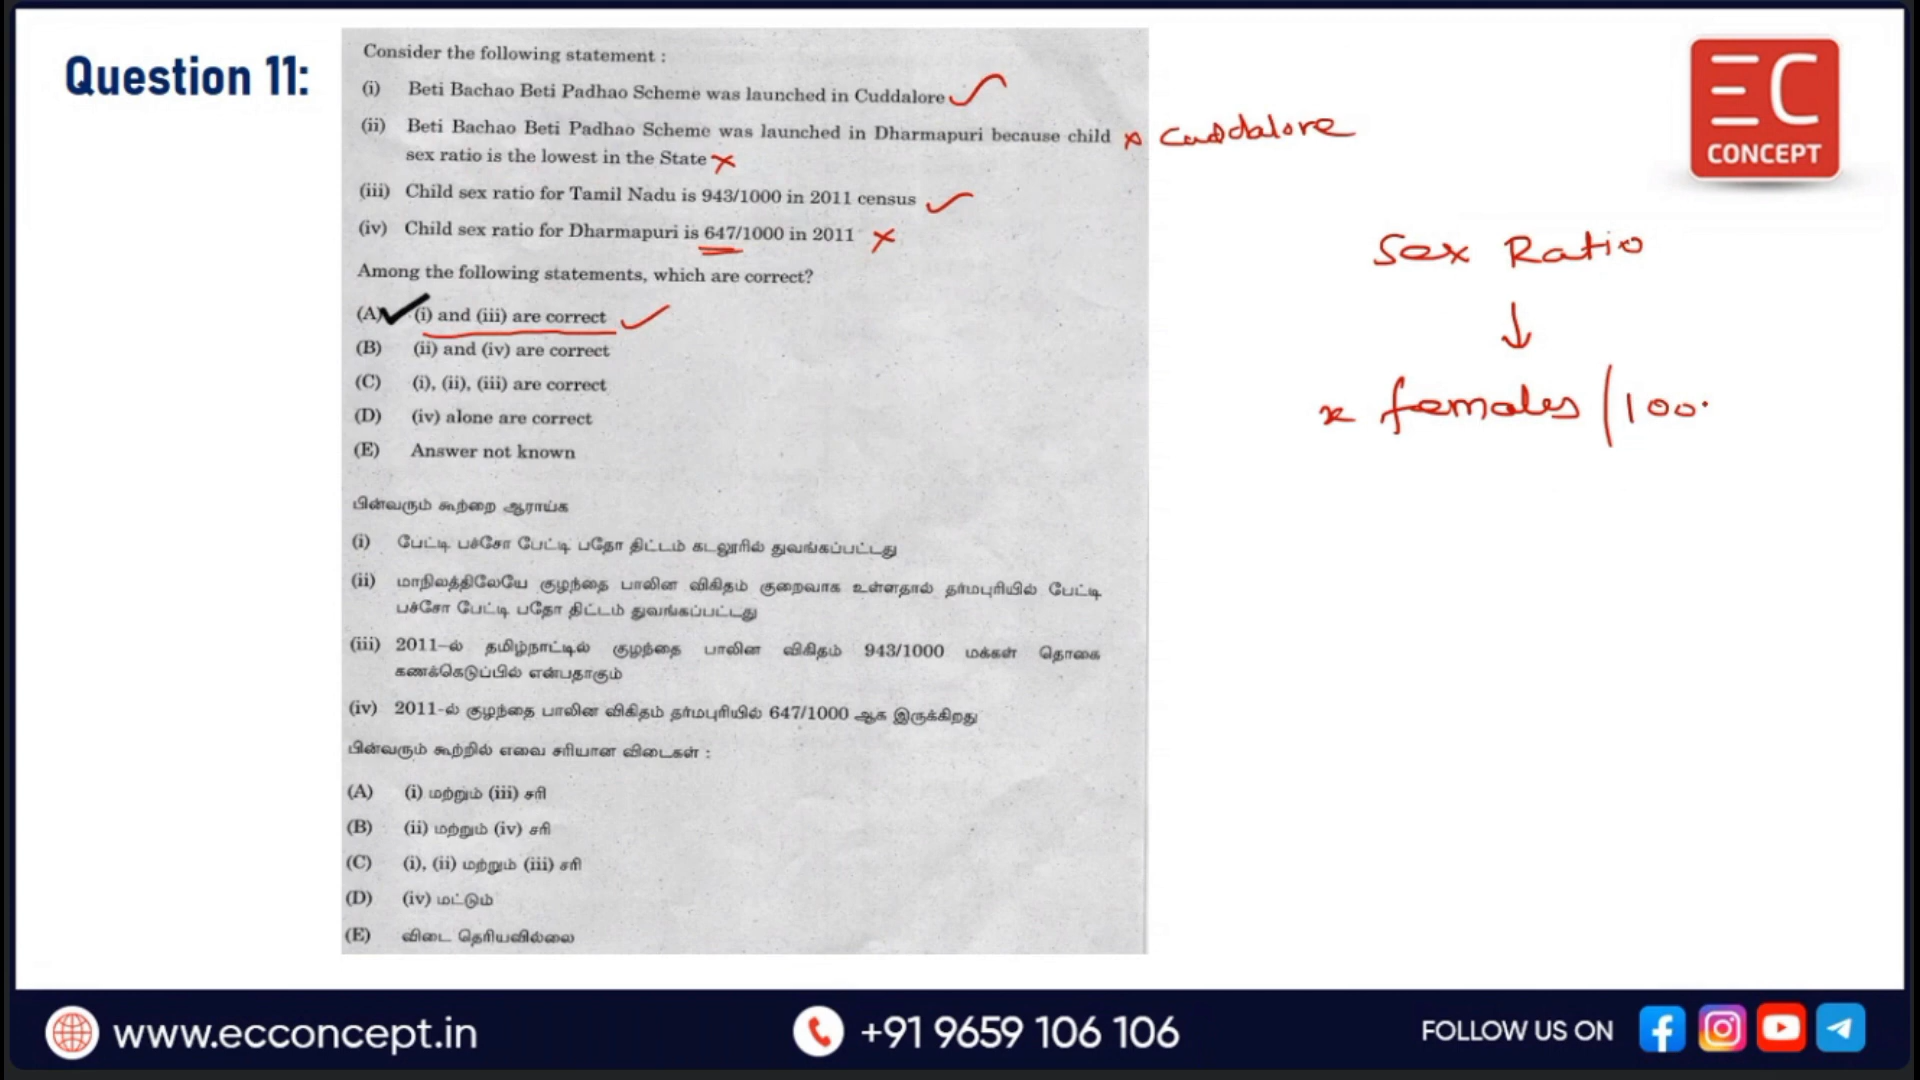 Question 11:
Consider the following statement :
(i) Beti Bachao Beti Padhao Scheme was launched in Cuddalore
(ii) Beti Bachao Beti Padhao Scheme was launched in Dharmapuri because child
sex ratio is the lowest in the State
(iii) Child sex ratio for Tamil Nadu is 943/1000 in 2011 census
(iv) Child sex ratio for Dharmapuri is 647/1000 in 2011
Among the following statements, which are correct?
(A) (i) and (iii) are correct
(B) (ii) and (iv) are correct
(C) (i), (ii), (iii) are correct
(D) (iv) alone are correct
(E) Answer not known
பின்வரும் கூற்றை ஆராய்க
(i) பேட்டி பச்சோ பேட்டி பதோ திட்டம் கடலூரில் துவங்கப்பட்டது
(ii) மாநிலத்திலேயே குழந்தை பாலின விகிதம் குறைவாக உள்ளதால் தர்மபுரியில் பேட்டி
பச்சோ பேட்டி பதோ திட்டம் துவங்கப்பட்டது
(iii) 2011–ல் தமிழ்நாட்டில் குழந்தை பாலின விகிதம் 943/1000 மக்கள் தொகை
கணக்கெடுப்பில் என்பதாகும்
(iv) 2011-ல் குழந்தை பாலின விகிதம் தர்மபுரியில் 647/1000 ஆக இருக்கிறது
பின்வரும் கூற்றில் எவை சரியான விடைகள் :
(A) (i) மற்றும் (iii) சரி
(B) (ii) மற்றும் (iv) சரி
(C) (i), (ii) மற்றும் (iii) சரி
(D) (iv) மட்டும்
(E) விடை தெரியவில்லை
Cuddalore
Sex Ratio
x females / 100
EC
CONCEPT
www.ecconcept.in
+91 9659 106 106
FOLLOW US ON